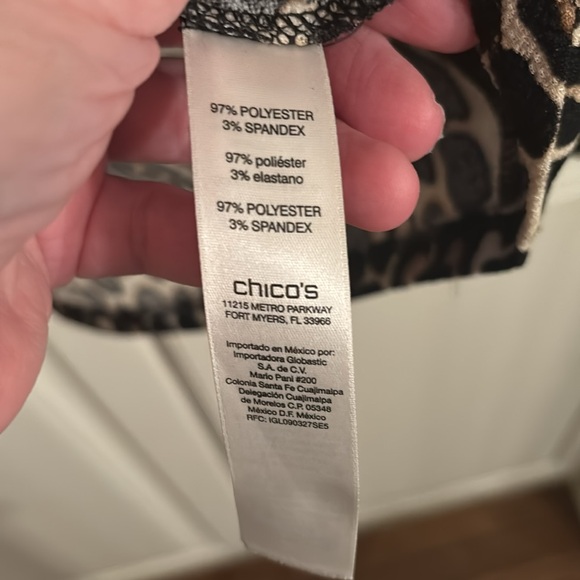 97% POLYESTER
3% SPANDEX
97% poliéster
3% elastano
97% POLYESTER
3% SPANDEX
chico's
11215 METRO PARKWAY
FORT MYERS, FL 33966
Importado en México por:
Importadora Globastic
S.A. de C.V.
Mario Pani #200
Colonia Santa Fe Cuajimalpa
Delegación Cuajimalpa
de Morelos C.P. 05348
México D.F. México
RFC: IGL090327SE5